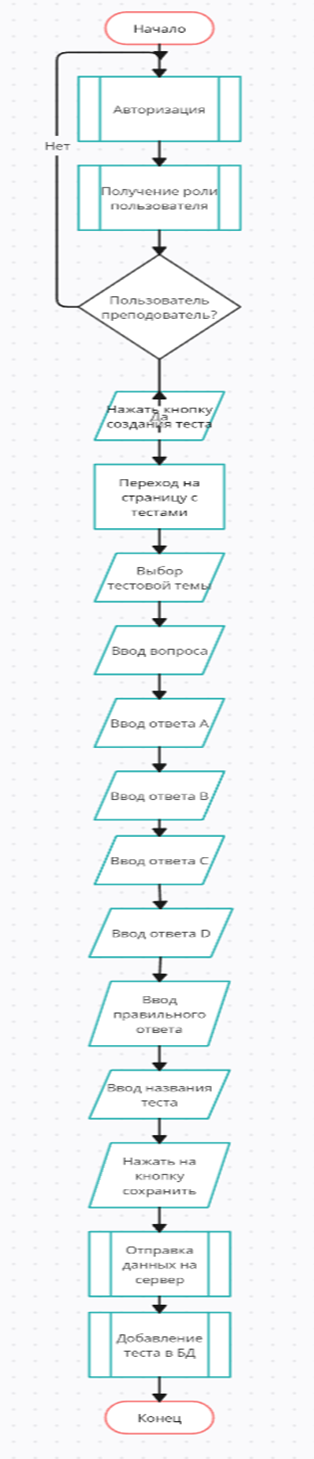 Начало
Авторизация
Нет
Получение роли
пользователя
Пользователь
преподователь?
Нажать кнопку
Да
создания теста
Переход на
страницу с
тестами
Выбор
тестовой темы
Ввод вопроса
Ввод ответа A
Ввод ответа B
Ввод ответа C
Ввод ответа D
Ввод
правильного
ответа
Ввод названия
теста
Нажать на
кнопку
сохранить
Отправка
данных на
сервер
Добавление
теста в БД
Конец